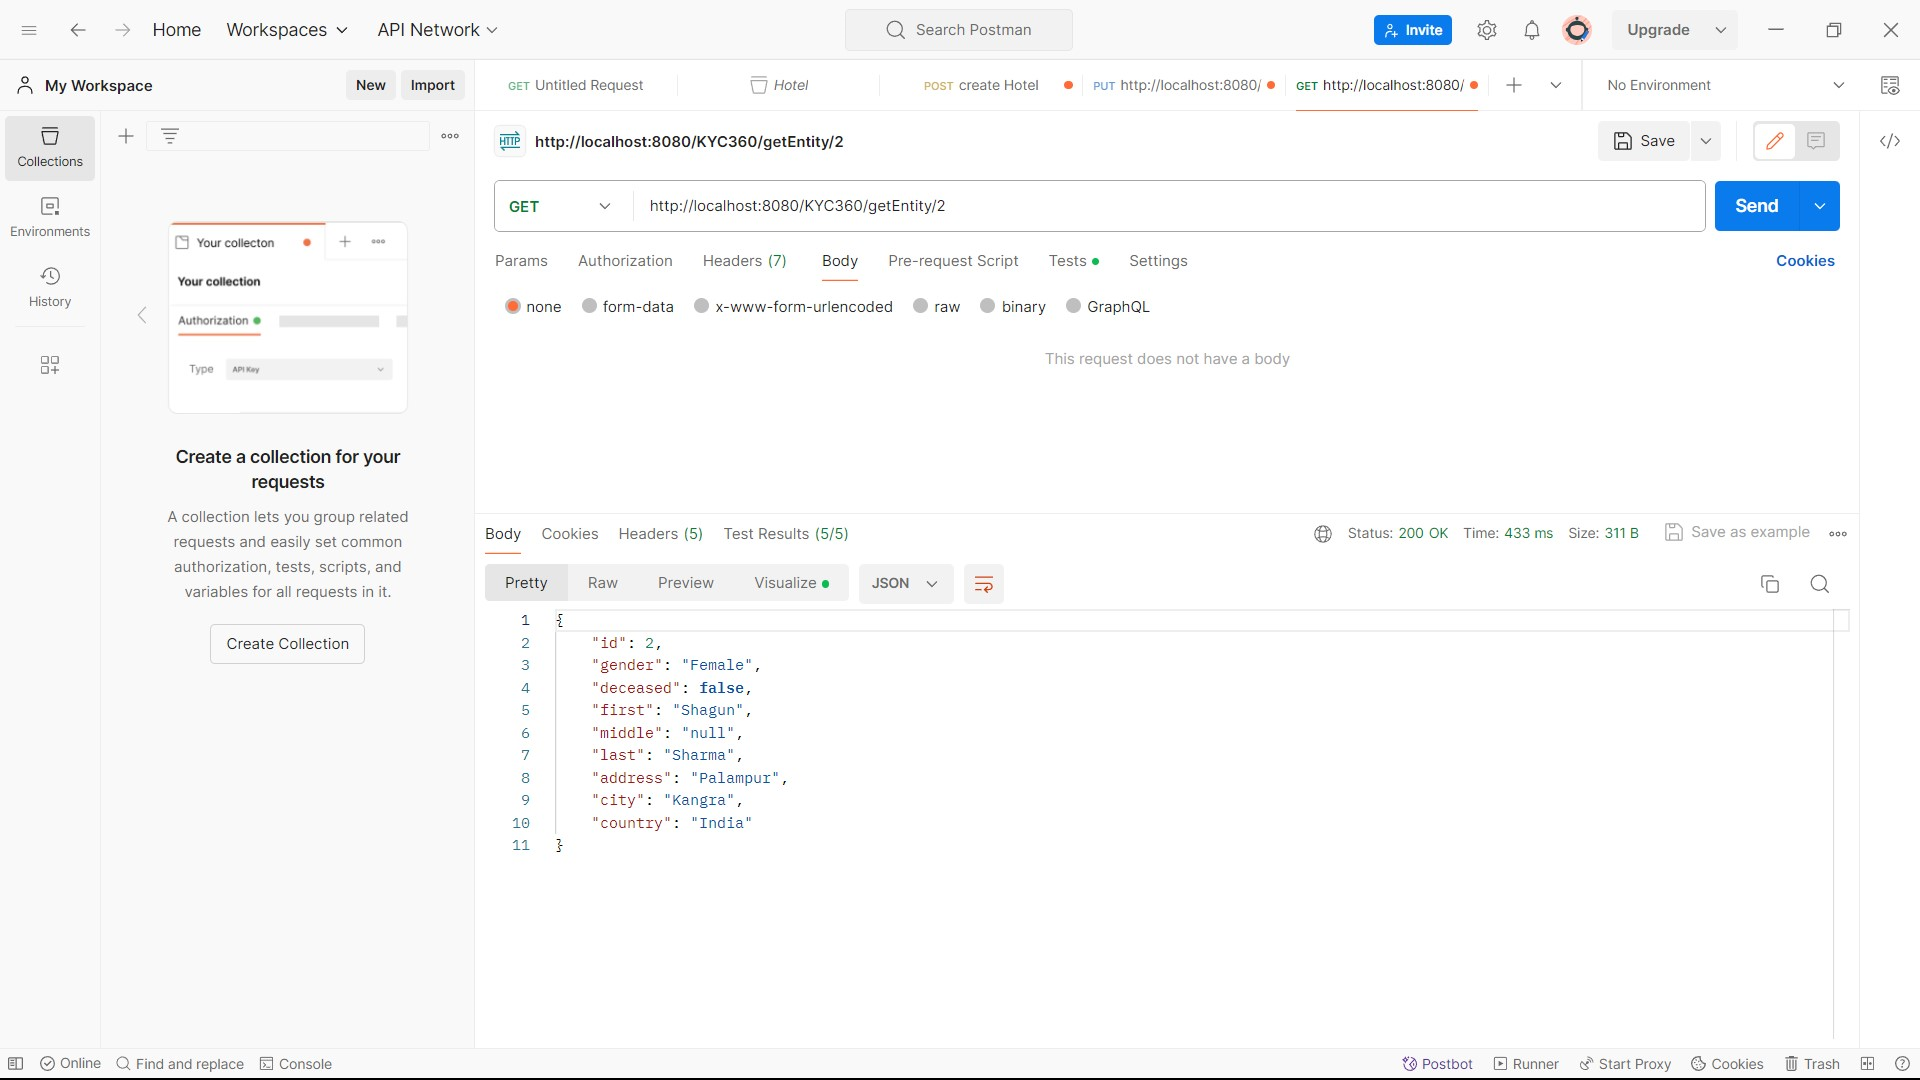 Home Workspaces API Network Search Postman Invite Upgrade
My Workspace New Import GET Untitled Request Hotel POST create Hotel PUT http://localhost:8080/ GET http://localhost:8080/ No Environment
Collections
Environments
History
Your collecton
Your collection
Authorization
Type API Key
Create a collection for your
requests
A collection lets you group related
requests and easily set common
authorization, tests, scripts, and
variables for all requests in it.
Create Collection
HTTP http://localhost:8080/KYC360/getEntity/2 Save
GET http://localhost:8080/KYC360/getEntity/2 Send
Params Authorization Headers (7) Body Pre-request Script Tests Settings Cookies
none form-data x-www-form-urlencoded raw binary GraphQL
This request does not have a body
Body Cookies Headers (5) Test Results (5/5) Status: 200 OK Time: 433 ms Size: 311 B Save as example
Pretty Raw Preview Visualize JSON
1 {
2 "id": 2,
3 "gender": "Female",
4 "deceased": false,
5 "first": "Shagun",
6 "middle": "null",
7 "last": "Sharma",
8 "address": "Palampur",
9 "city": "Kangra",
10 "country": "India"
11 }
Online Find and replace Console Postbot Runner Start Proxy Cookies Trash